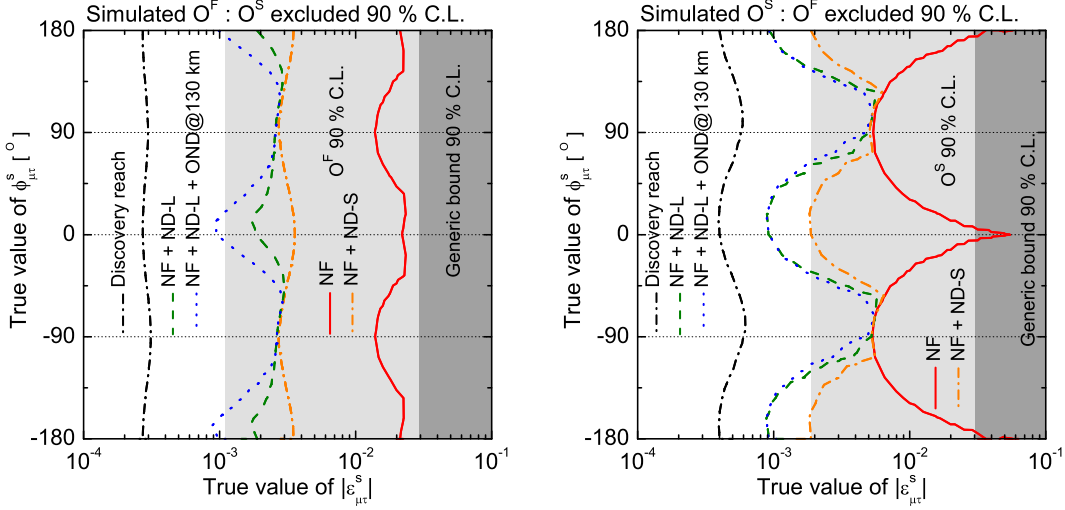 Simulated O^F : O^S excluded 90 % C.L.
180
90
0
-90
-180
True value of ϕ^s_μτ [ ° ]
Discovery reach
NF + ND-L
NF + ND-L + OND@130 km
O^F 90 % C.L.
NF
NF + ND-S
Generic bound 90 % C.L.
10^-4
10^-3
10^-2
10^-1
True value of |ε^s_μτ|
Simulated O^S : O^F excluded 90 % C.L.
180
90
0
-90
-180
True value of ϕ^s_μτ [ ° ]
Discovery reach
NF + ND-L
NF + ND-L + OND@130 km
O^S 90 % C.L.
NF
NF + ND-S
Generic bound 90 % C.L.
10^-4
10^-3
10^-2
10^-1
True value of |ε^s_μτ|